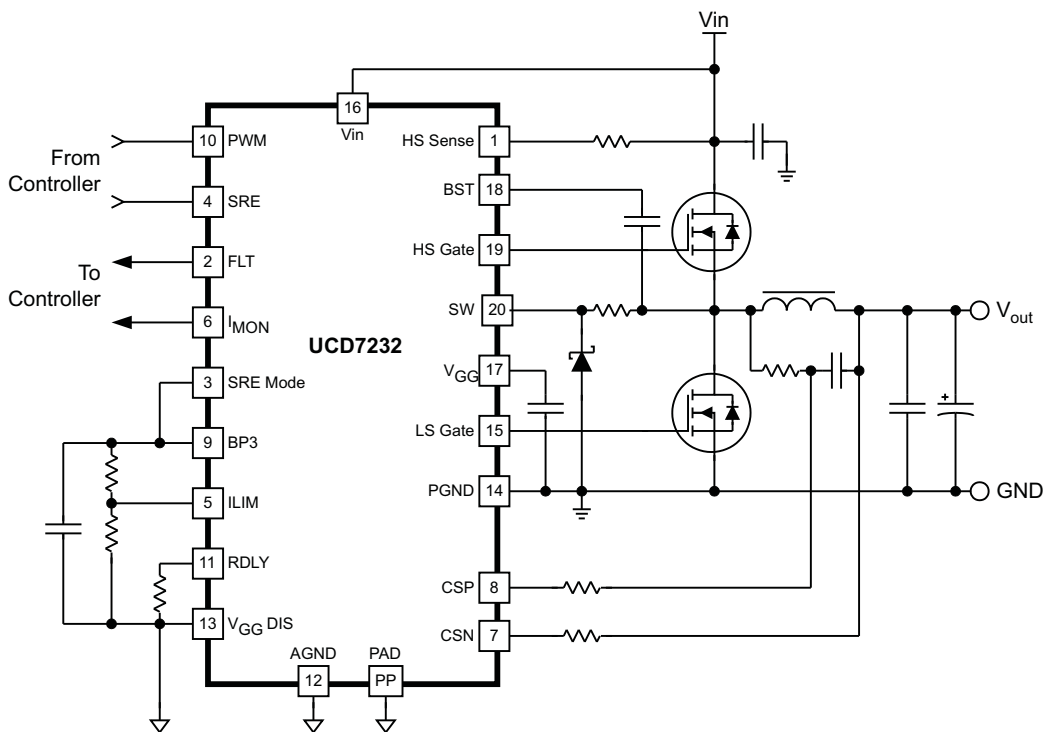 Vin
16
Vin
From
Controller
10 PWM
4 SRE
To
Controller
2 FLT
6 IMON
3 SRE Mode
9 BP3
5 ILIM
11 RDLY
13 VGG DIS
UCD7232
HS Sense 1
BST 18
HS Gate 19
SW 20
VGG 17
LS Gate 15
PGND 14
CSP 8
CSN 7
AGND
12
PAD
PP
Vout
+
GND